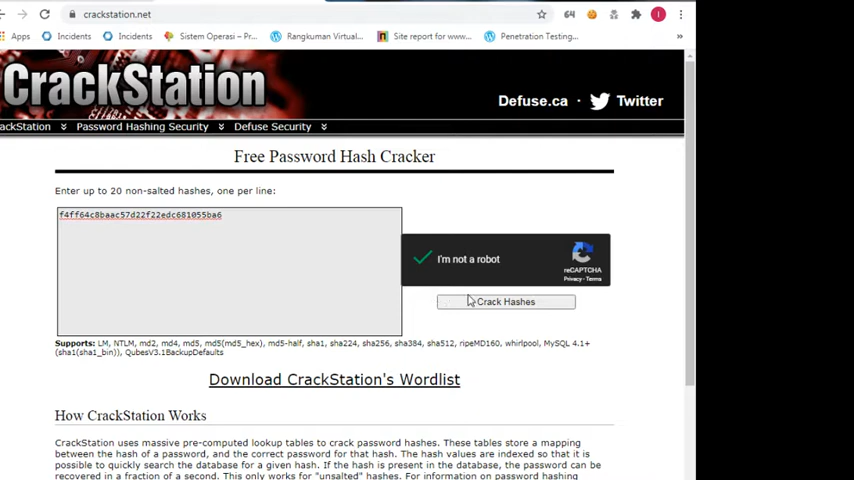 crackstation.net
64
Apps Incidents Incidents Sistem Operasi – Pr... Rangkuman Virtual... Site report for www... Penetration Testing... »
CrackStation
Defuse.ca · Twitter
ackStation Password Hashing Security Defuse Security
Free Password Hash Cracker
Enter up to 20 non-salted hashes, one per line:
f4ff64c8baac57d22f22edc681055ba6
I'm not a robot
reCAPTCHA
Privacy - Terms
Crack Hashes
Supports: LM, NTLM, md2, md4, md5, md5(md5_hex), md5-half, sha1, sha224, sha256, sha384, sha512, ripeMD160, whirlpool, MySQL 4.1+
(sha1(sha1_bin)), QubesV3.1BackupDefaults
Download CrackStation's Wordlist
How CrackStation Works
CrackStation uses massive pre-computed lookup tables to crack password hashes. These tables store a mapping
between the hash of a password, and the correct password for that hash. The hash values are indexed so that it is
possible to quickly search the database for a given hash. If the hash is present in the database, the password can be
recovered in a fraction of a second. This only works for "unsalted" hashes. For information on password hashing